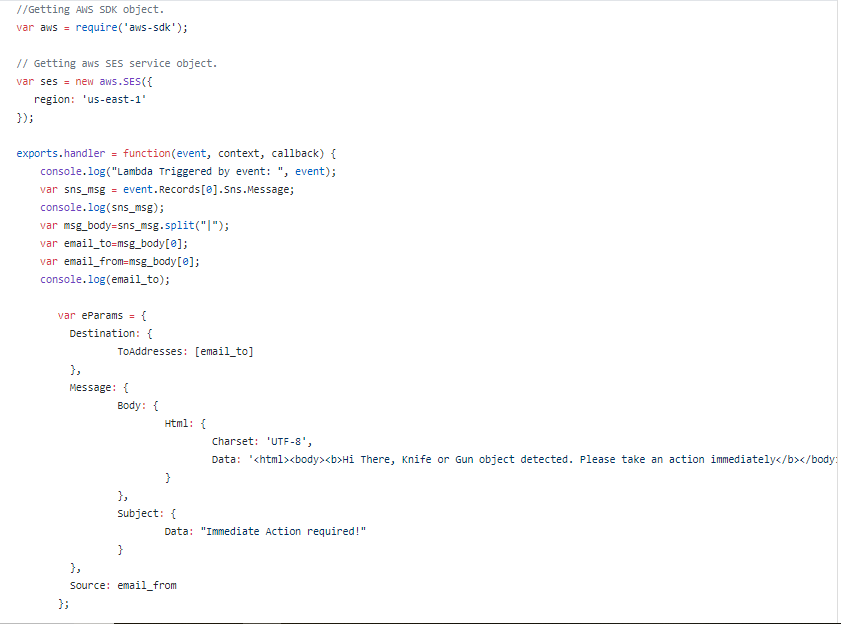 //Getting AWS SDK object.
var aws = require('aws-sdk');
// Getting aws SES service object.
var ses = new aws.SES({
region: 'us-east-1'
});
exports.handler = function(event, context, callback) {
console.log("Lambda Triggered by event: ", event);
var sns_msg = event.Records[0].Sns.Message;
console.log(sns_msg);
var msg_body=sns_msg.split("|");
var email_to=msg_body[0];
var email_from=msg_body[0];
console.log(email_to);
var eParams = {
Destination: {
ToAddresses: [email_to]
},
Message: {
Body: {
Html: {
Charset: 'UTF-8',
Data: '<html><body><b>Hi There, Knife or Gun object detected. Please take an action immediately</b></body
}
},
Subject: {
Data: "Immediate Action required!"
}
},
Source: email_from
};